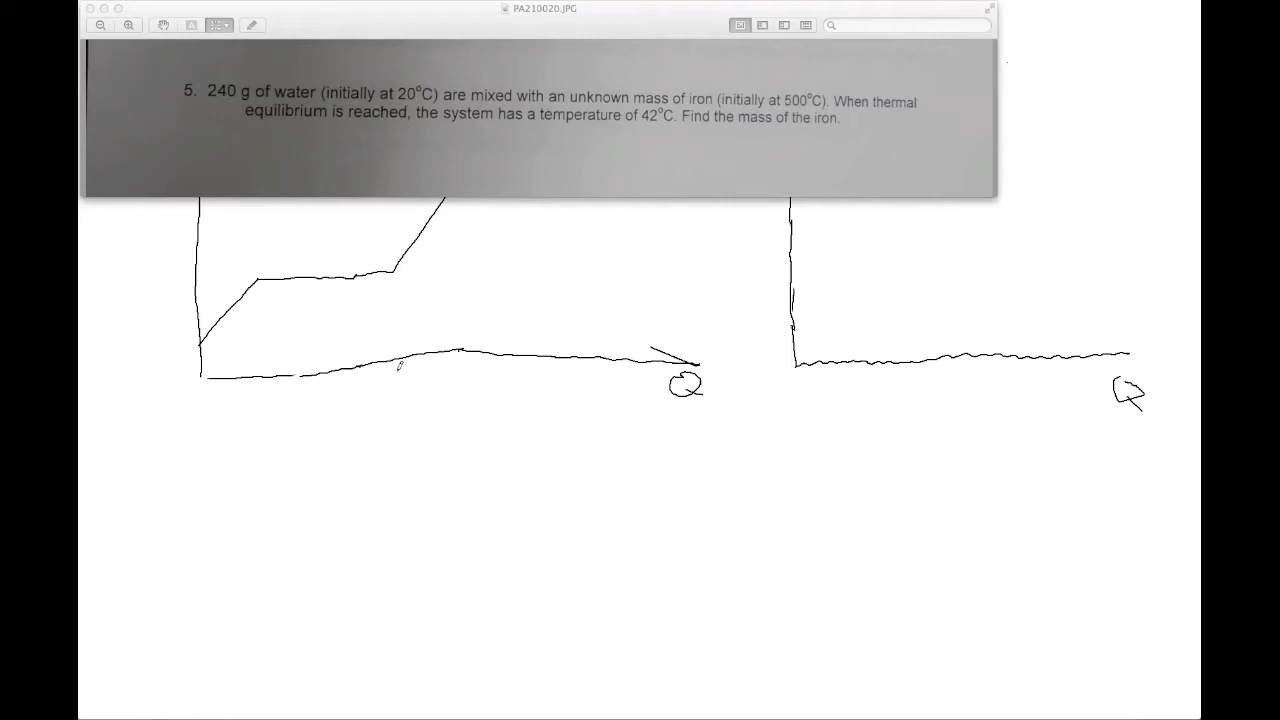 PA210020.JPG
5. 240 g of water (initially at 20°C) are mixed with an unknown mass of iron (initially at 500°C). When thermal
equilibrium is reached, the system has a temperature of 42°C. Find the mass of the iron.
Q
Q